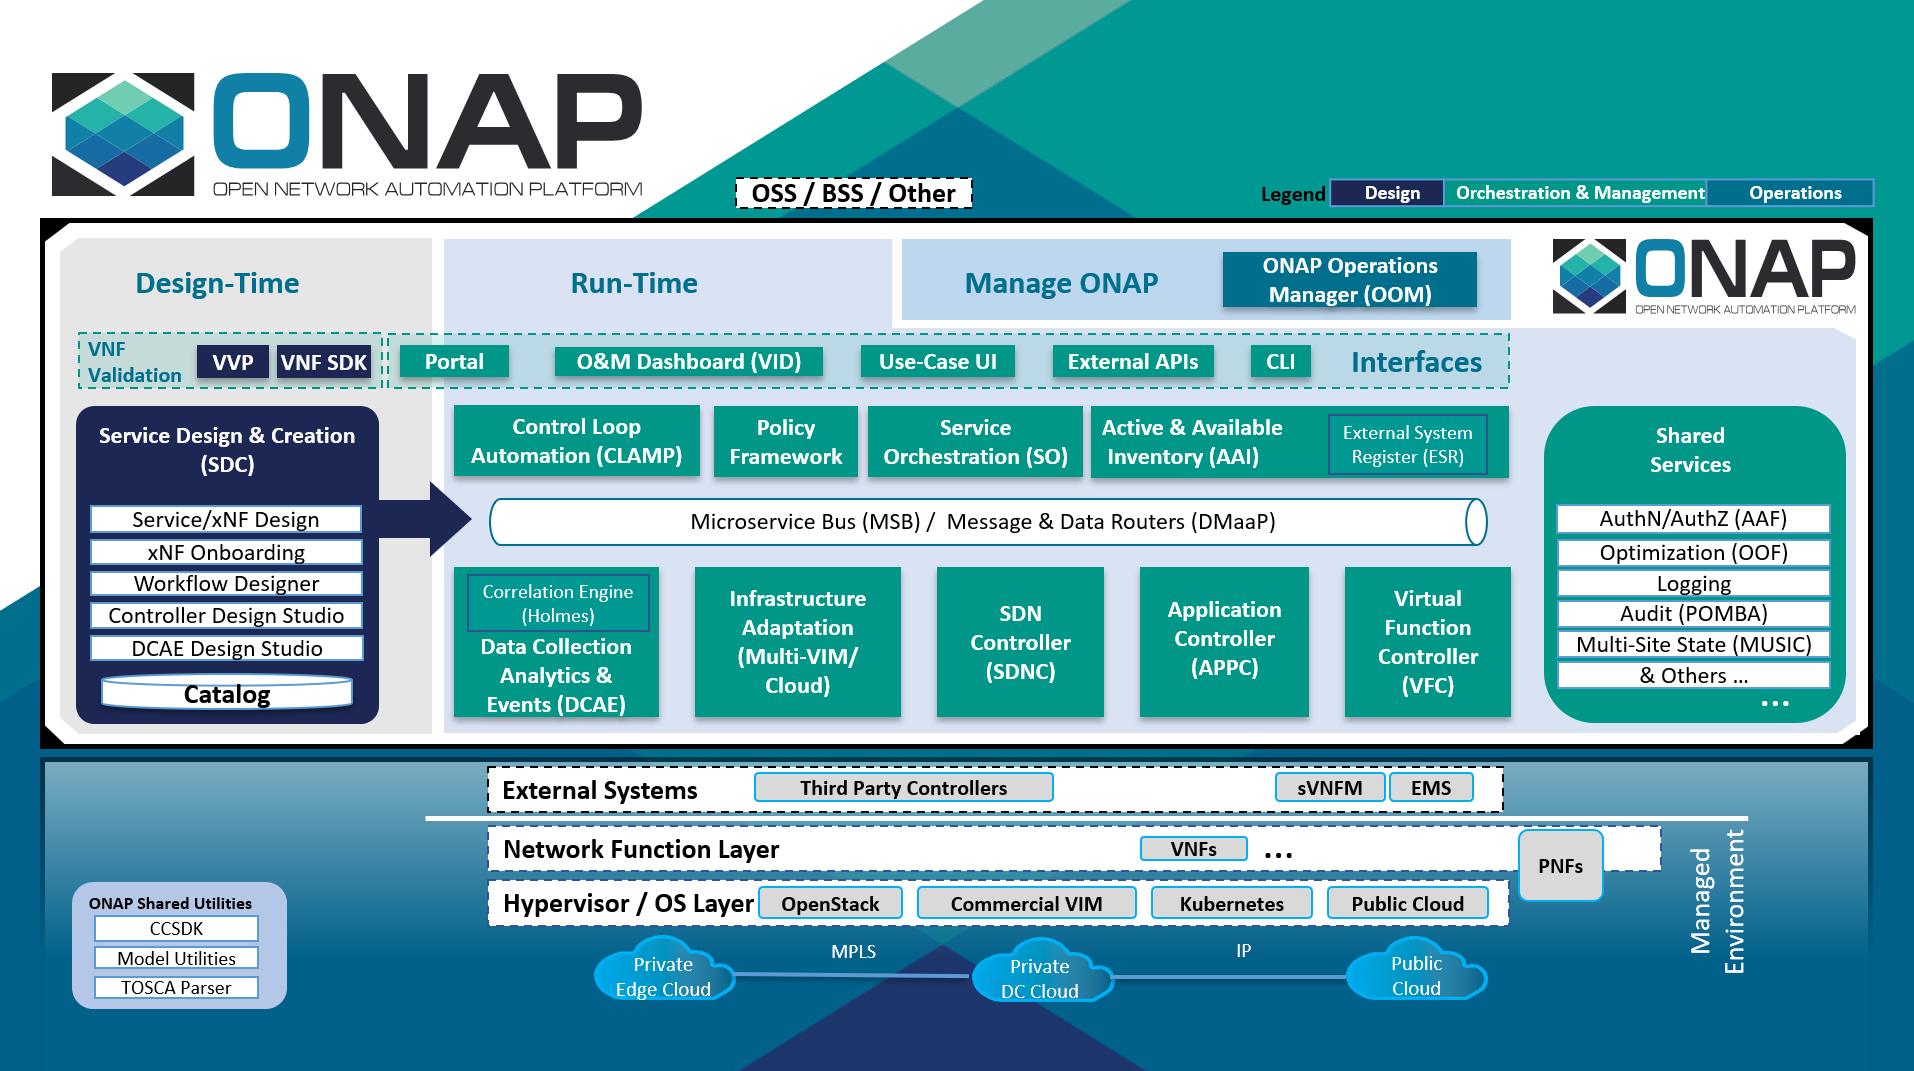 ONAP
OPEN NETWORK AUTOMATION PLATFORM
OSS / BSS / Other
Legend
Design
Orchestration & Management
Operations
Design-Time
Run-Time
Manage ONAP
ONAP Operations
Manager (OOM)
ONAP
OPEN NETWORK AUTOMATION PLATFORM
VNF
Validation
VVP
VNF SDK
Portal
O&M Dashboard (VID)
Use-Case UI
External APIs
CLI
Interfaces
Service Design & Creation
(SDC)
Service/xNF Design
xNF Onboarding
Workflow Designer
Controller Design Studio
DCAE Design Studio
Catalog
Control Loop
Automation (CLAMP)
Policy
Framework
Service
Orchestration (SO)
Active & Available
Inventory (AAI)
External System
Register (ESR)
Microservice Bus (MSB) /  Message & Data Routers (DMaaP)
Correlation Engine
(Holmes)
Data Collection
Analytics &
Events (DCAE)
Infrastructure
Adaptation
(Multi-VIM/
Cloud)
SDN
Controller
(SDNC)
Application
Controller
(APPC)
Virtual
Function
Controller
(VFC)
Shared
Services
AuthN/AuthZ (AAF)
Optimization (OOF)
Logging
Audit (POMBA)
Multi-Site State (MUSIC)
& Others ...
...
External Systems
Third Party Controllers
sVNFM
EMS
Network Function Layer
VNFs
...
PNFs
Hypervisor / OS Layer
OpenStack
Commercial VIM
Kubernetes
Public Cloud
Managed
Environment
Private
Edge Cloud
MPLS
Private
DC Cloud
IP
Public
Cloud
ONAP Shared Utilities
CCSDK
Model Utilities
TOSCA Parser